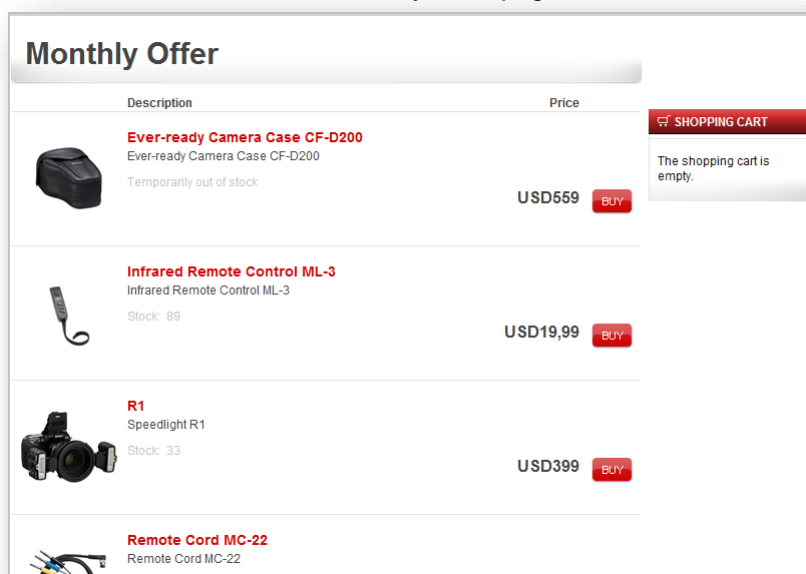 Monthly Offer
Description Price
SHOPPING CART
Ever-ready Camera Case CF-D200
Ever-ready Camera Case CF-D200
The shopping cart is
empty.
Temporarily out of stock
USD559 BUY
Infrared Remote Control ML-3
Infrared Remote Control ML-3
Stock: 89
USD19,99 BUY
R1
Speedlight R1
Stock: 33
USD399 BUY
Remote Cord MC-22
Remote Cord MC-22